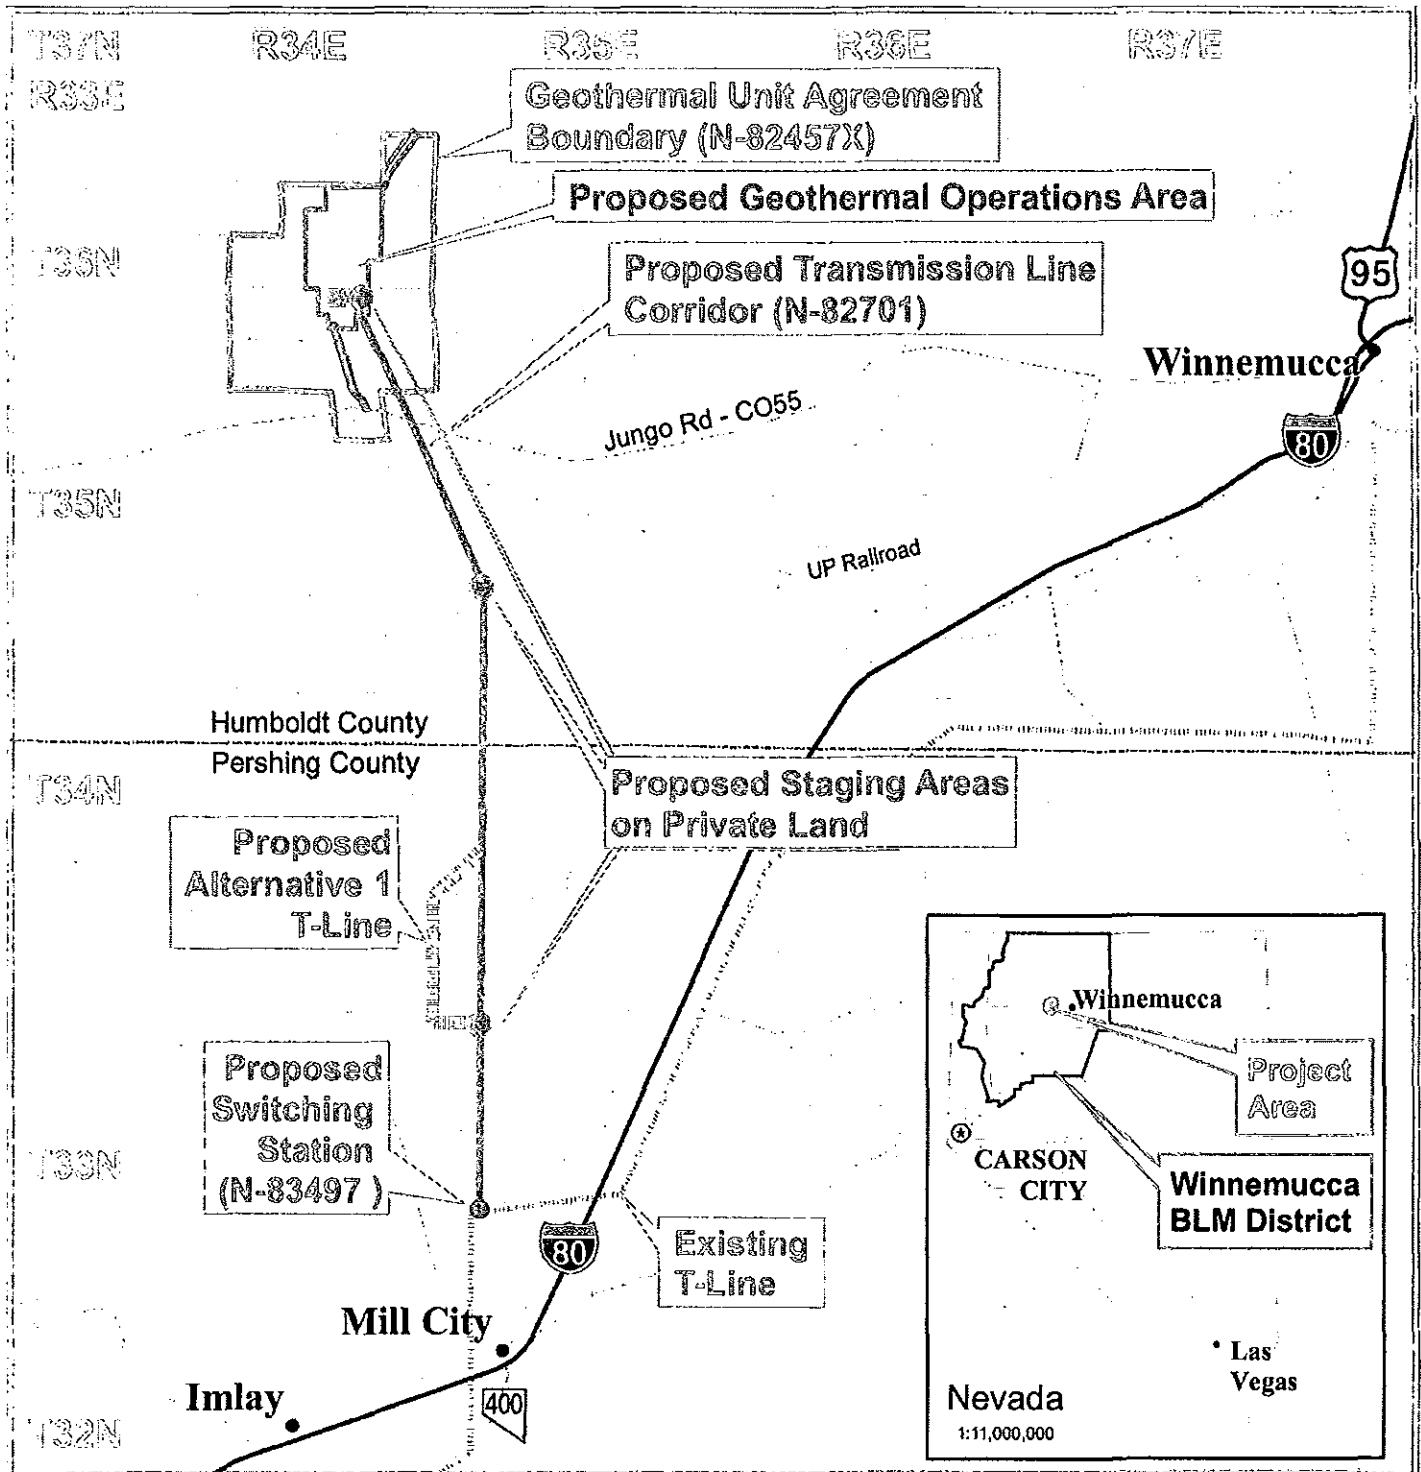 T37N R34E R35E R36E R37E
R33E
Geothermal Unit Agreement
Boundary (N-82457X)
Proposed Geothermal Operations Area
T36N
Proposed Transmission Line
Corridor (N-82701)
95
Winnemucca
Jungo Rd - CO55
80
T35N
UP Railroad
Humboldt County
Pershing County
T34N
Proposed Staging Areas
on Private Land
Proposed
Alternative 1
T-Line
Winnemucca
Proposed
Switching
Station
(N-83497 )
Project
Area
T33N
CARSON
CITY
Winnemucca
BLM District
80
Existing
T-Line
Mill City
Las
Vegas
Imlay
400
Nevada
1:11,000,000
T32N